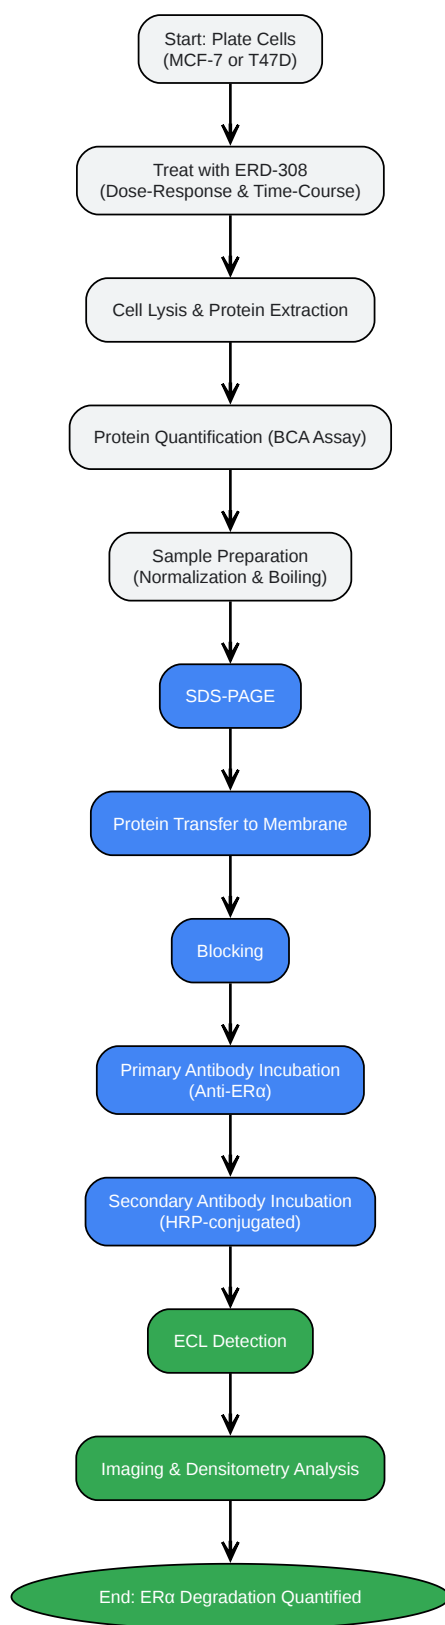 Start: Plate Cells
(MCF-7 or T47D)
Treat with ERD-308
(Dose-Response & Time-Course)
Cell Lysis & Protein Extraction
Protein Quantification (BCA Assay)
Sample Preparation
(Normalization & Boiling)
SDS-PAGE
Protein Transfer to Membrane
Blocking
Primary Antibody Incubation
(Anti-ERα)
Secondary Antibody Incubation
(HRP-conjugated)
ECL Detection
Imaging & Densitometry Analysis
End: ERα Degradation Quantified